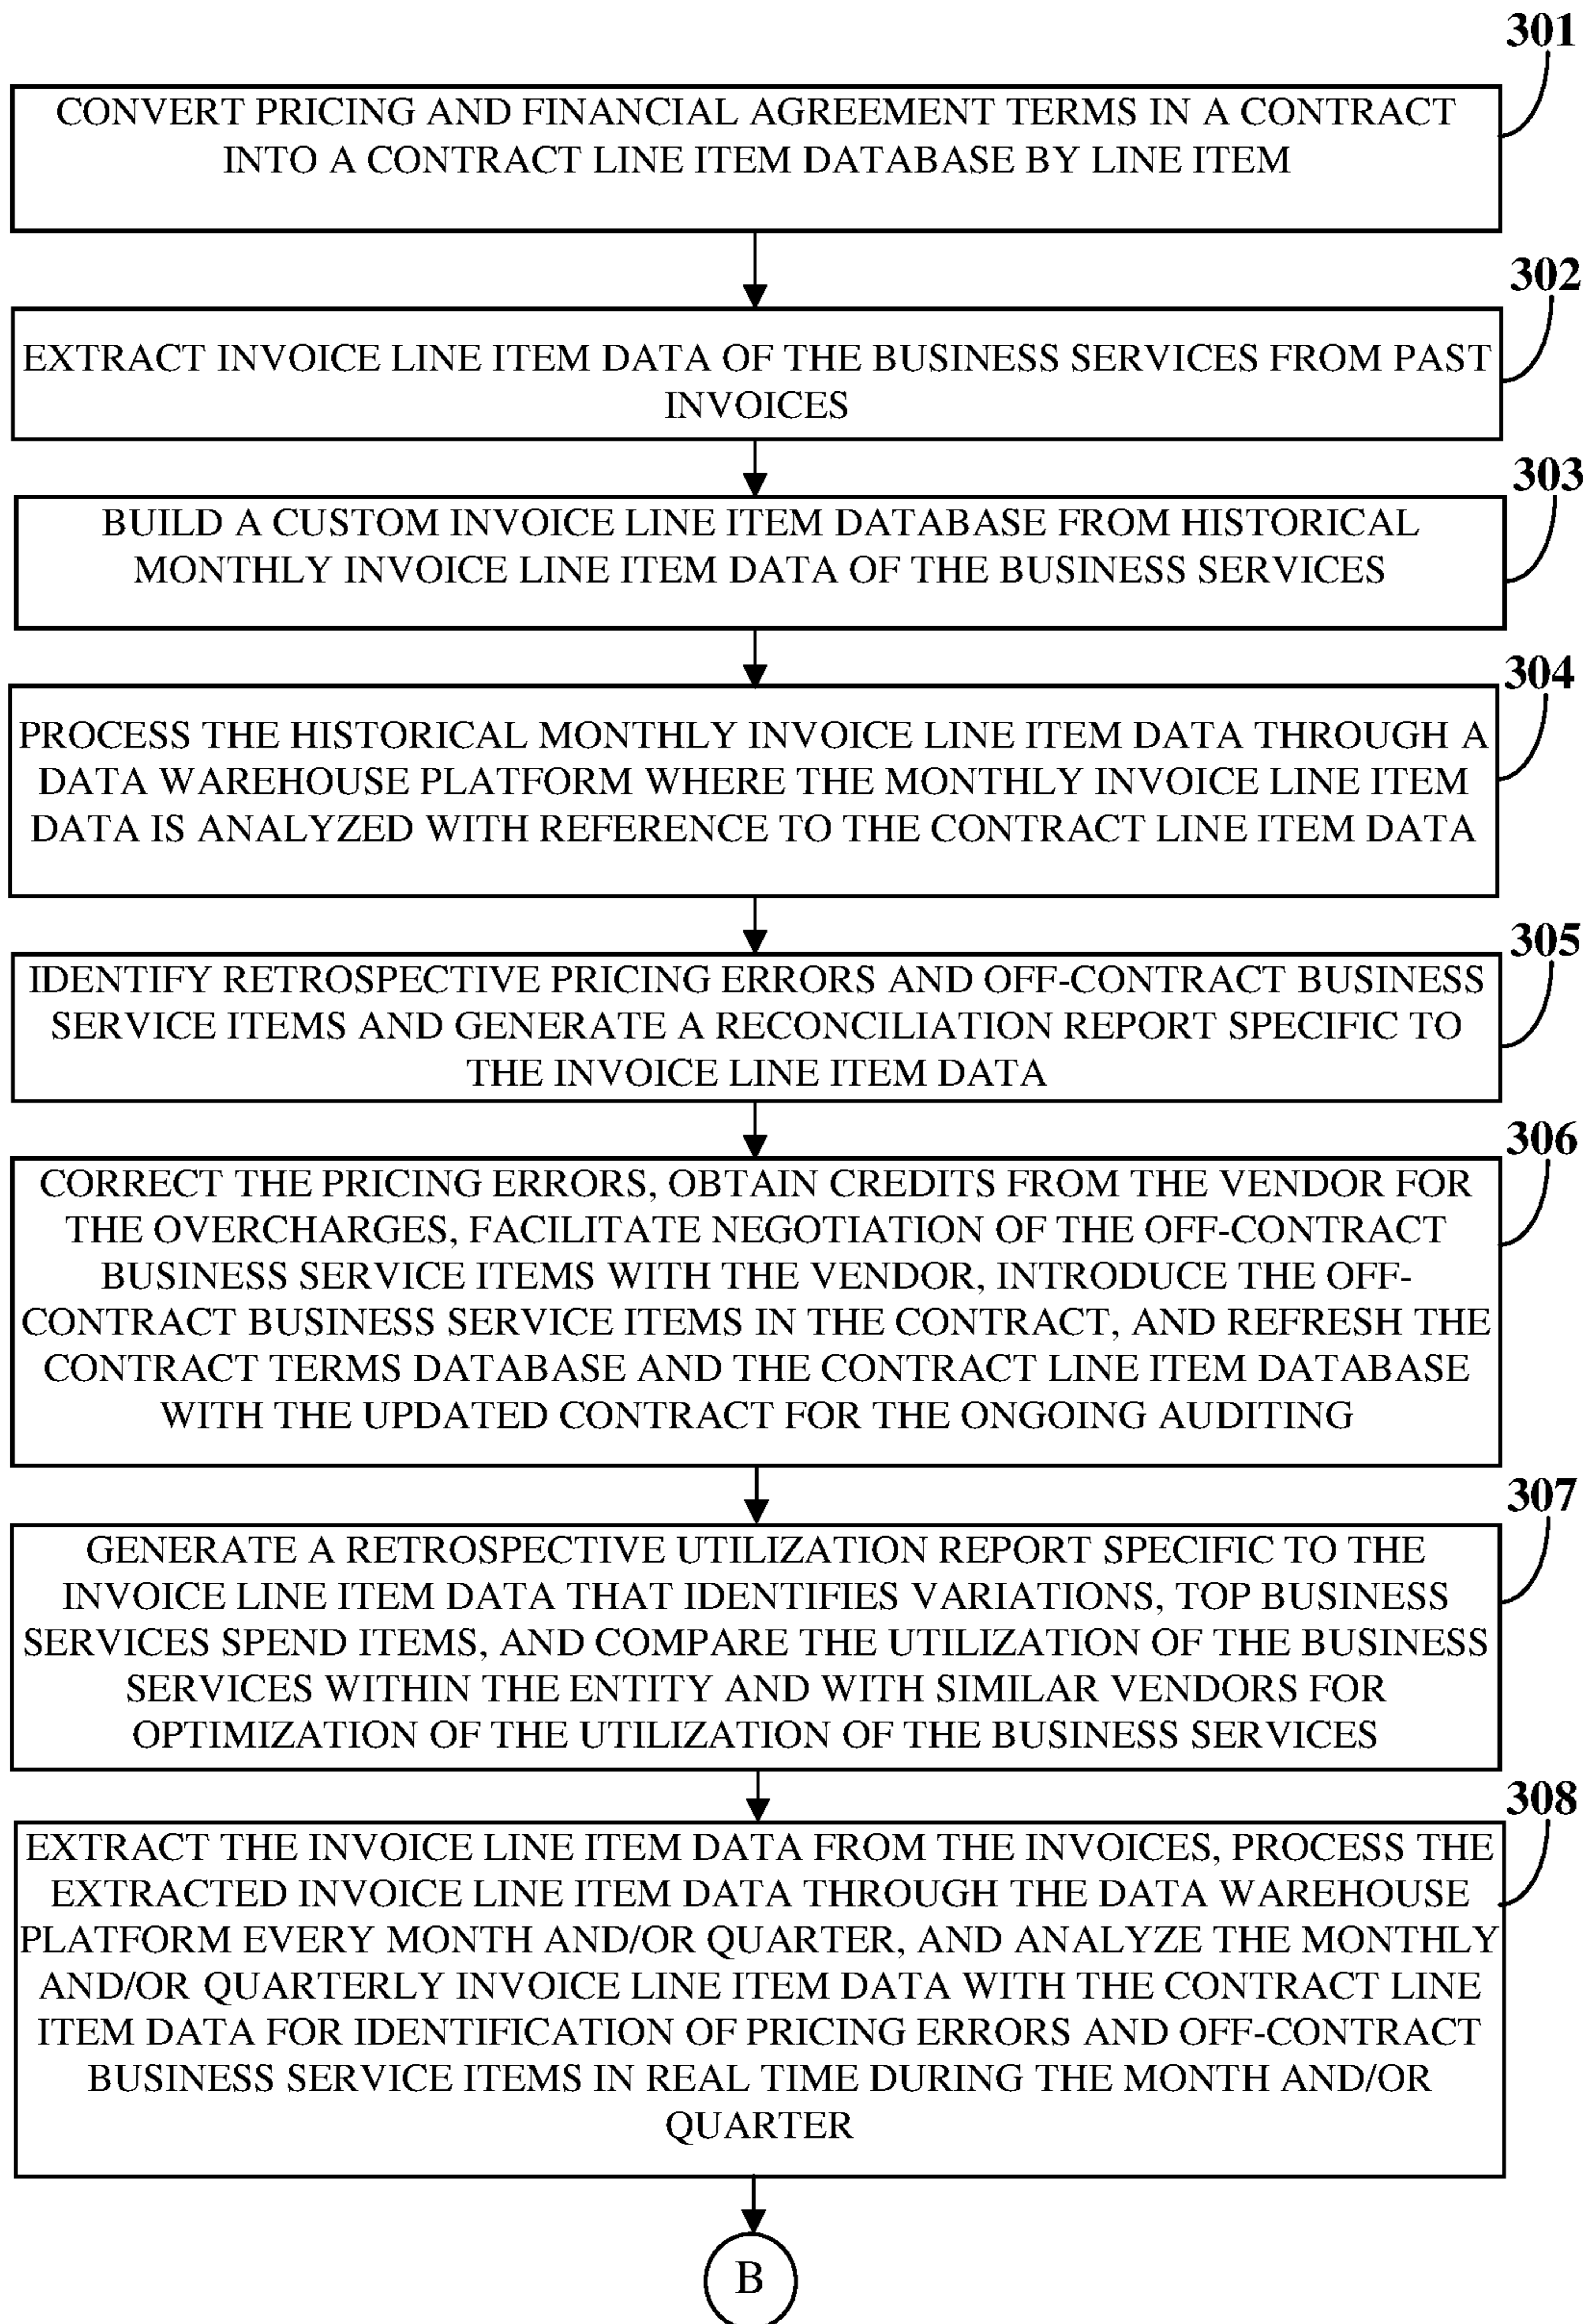 301
CONVERT PRICING AND FINANCIAL AGREEMENT TERMS IN A CONTRACT
INTO A CONTRACT LINE ITEM DATABASE BY LINE ITEM
302
EXTRACT INVOICE LINE ITEM DATA OF THE BUSINESS SERVICES FROM PAST
INVOICES
303
BUILD A CUSTOM INVOICE LINE ITEM DATABASE FROM HISTORICAL
MONTHLY INVOICE LINE ITEM DATA OF THE BUSINESS SERVICES
304
PROCESS THE HISTORICAL MONTHLY INVOICE LINE ITEM DATA THROUGH A
DATA WAREHOUSE PLATFORM WHERE THE MONTHLY INVOICE LINE ITEM
DATA IS ANALYZED WITH REFERENCE TO THE CONTRACT LINE ITEM DATA
305
IDENTIFY RETROSPECTIVE PRICING ERRORS AND OFF-CONTRACT BUSINESS
SERVICE ITEMS AND GENERATE A RECONCILIATION REPORT SPECIFIC TO
THE INVOICE LINE ITEM DATA
306
CORRECT THE PRICING ERRORS, OBTAIN CREDITS FROM THE VENDOR FOR
THE OVERCHARGES, FACILITATE NEGOTIATION OF THE OFF-CONTRACT
BUSINESS SERVICE ITEMS WITH THE VENDOR, INTRODUCE THE OFF-
CONTRACT BUSINESS SERVICE ITEMS IN THE CONTRACT, AND REFRESH THE
CONTRACT TERMS DATABASE AND THE CONTRACT LINE ITEM DATABASE
WITH THE UPDATED CONTRACT FOR THE ONGOING AUDITING
307
GENERATE A RETROSPECTIVE UTILIZATION REPORT SPECIFIC TO THE
INVOICE LINE ITEM DATA THAT IDENTIFIES VARIATIONS, TOP BUSINESS
SERVICES SPEND ITEMS, AND COMPARE THE UTILIZATION OF THE BUSINESS
SERVICES WITHIN THE ENTITY AND WITH SIMILAR VENDORS FOR
OPTIMIZATION OF THE UTILIZATION OF THE BUSINESS SERVICES
308
EXTRACT THE INVOICE LINE ITEM DATA FROM THE INVOICES, PROCESS THE
EXTRACTED INVOICE LINE ITEM DATA THROUGH THE DATA WAREHOUSE
PLATFORM EVERY MONTH AND/OR QUARTER, AND ANALYZE THE MONTHLY
AND/OR QUARTERLY INVOICE LINE ITEM DATA WITH THE CONTRACT LINE
ITEM DATA FOR IDENTIFICATION OF PRICING ERRORS AND OFF-CONTRACT
BUSINESS SERVICE ITEMS IN REAL TIME DURING THE MONTH AND/OR
QUARTER
B